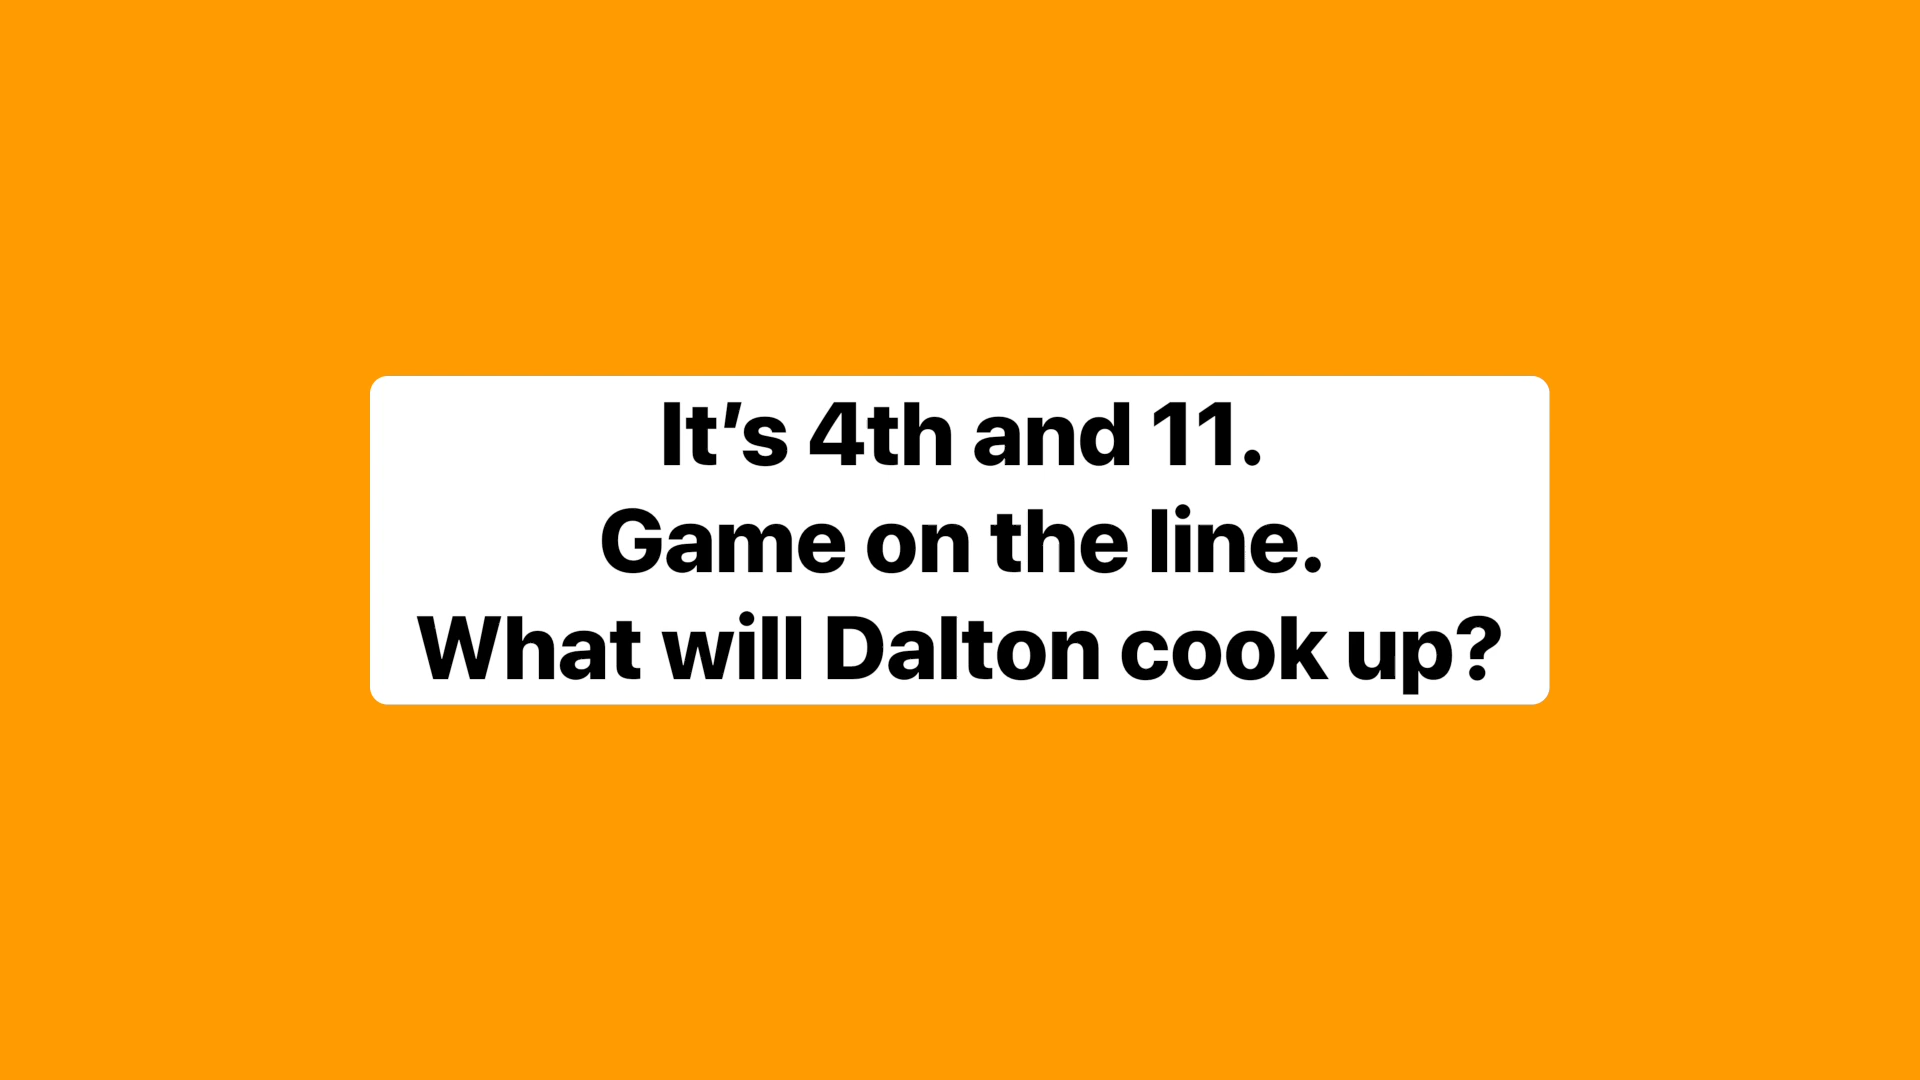 It’s 4th and 11.
Game on the line.
What will Dalton cook up?